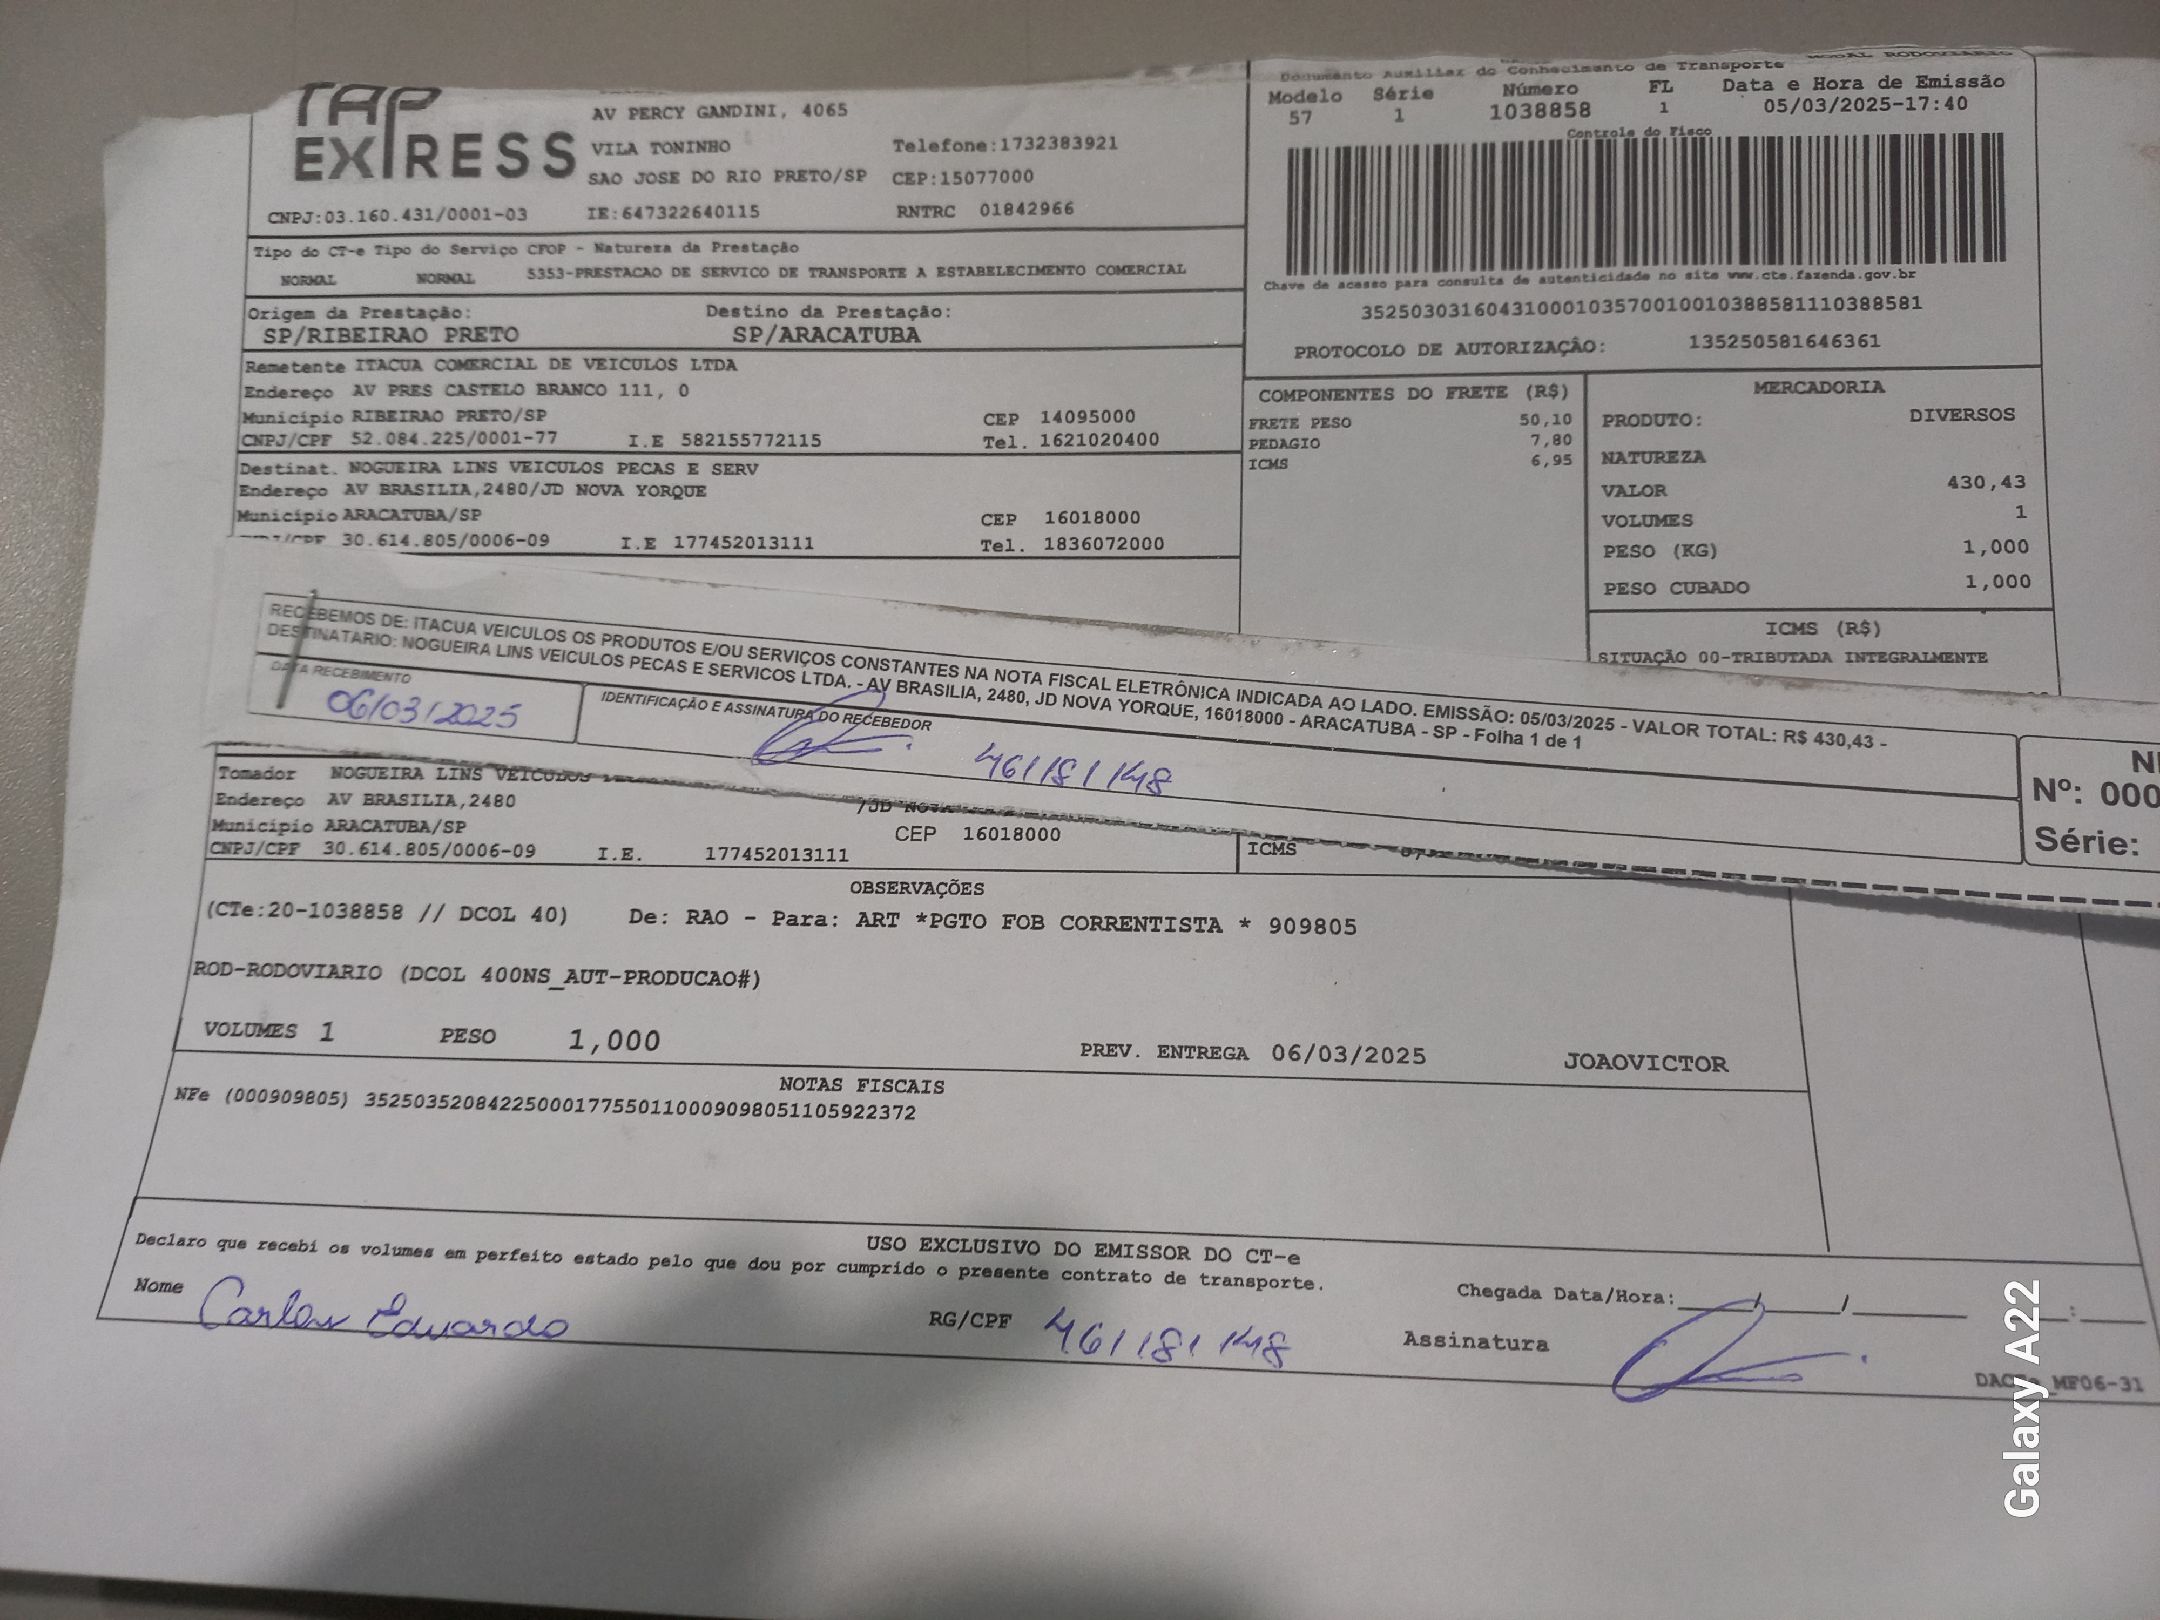 TAP EXPRESS
AV PERCY GANDINI, 4065
VILA TONINHO Telefone:1732383921
SAO JOSE DO RIO PRETO/SP CEP:15077000
CNPJ:03.160.431/0001-03 IE:647322640115 RNTRC 01842966
MODAL RODOVIARIO
Documento Auxiliar do Conhecimento de Transporte
Modelo Série Número FL Data e Hora de Emissão
57 1 1038858 1 05/03/2025-17:40
Controle do Fisco
Chave de acesso para consulta de autenticidade no site www.cte.fazenda.gov.br
35250303160431000103570010010388581110388581
PROTOCOLO DE AUTORIZAÇÂO: 135250581646361
Tipo do CT-e Tipo do Serviço CFOP - Natureza da Prestação
NORMAL NORMAL 5353-PRESTACAO DE SERVICO DE TRANSPORTE A ESTABELECIMENTO COMERCIAL
Origem da Prestação: Destino da Prestação:
SP/RIBEIRAO PRETO SP/ARACATUBA
Remetente ITACUA COMERCIAL DE VEICULOS LTDA
Endereço AV PRES CASTELO BRANCO 111, 0
Município RIBEIRAO PRETO/SP CEP 14095000
CNPJ/CPF 52.084.225/0001-77 I.E 582155772115 Tel. 1621020400
Destinat. NOGUEIRA LINS VEICULOS PECAS E SERV
Endereço AV BRASILIA,2480/JD NOVA YORQUE
Município ARACATUBA/SP CEP 16018000
CNPJ/CPF 30.614.805/0006-09 I.E 177452013111 Tel. 1836072000
COMPONENTES DO FRETE (R$)
FRETE PESO 50,10
PEDAGIO 7,80
ICMS 6,95
MERCADORIA
PRODUTO: DIVERSOS
NATUREZA
VALOR 430,43
VOLUMES 1
PESO (KG) 1,000
PESO CUBADO 1,000
ICMS (R$)
SITUAÇÃO 00-TRIBUTADA INTEGRALMENTE
RECEBEMOS DE: ITACUA VEICULOS OS PRODUTOS E/OU SERVIÇOS CONSTANTES NA NOTA FISCAL ELETRÔNICA INDICADA AO LADO. EMISSÃO: 05/03/2025 - VALOR TOTAL: R$ 430,43 -
DESTINATARIO: NOGUEIRA LINS VEICULOS PECAS E SERVICOS LTDA. - AV BRASILIA, 2480, JD NOVA YORQUE, 16018000 - ARACATUBA - SP - Folha 1 de 1
DATA RECEBIMENTO IDENTIFICAÇÃO E ASSINATURA DO RECEBEDOR
06/03/2025 461181148
Nº: 000
Série:
Tomador NOGUEIRA LINS VEICULOS
Endereço AV BRASILIA,2480 /JD NOVA
Município ARACATUBA/SP CEP 16018000
CNPJ/CPF 30.614.805/0006-09 I.E. 177452013111
ICMS
OBSERVAÇÕES
(CTe:20-1038858 // DCOL 40) De: RAO - Para: ART *PGTO FOB CORRENTISTA * 909805
ROD-RODOVIARIO (DCOL 400NS_AUT-PRODUCAO#)
VOLUMES 1 PESO 1,000 PREV. ENTREGA 06/03/2025 JOAOVICTOR
NOTAS FISCAIS
NFe (000909805) 35250352084225000177550110009098051105922372
USO EXCLUSIVO DO EMISSOR DO CT-e
Declaro que recebi os volumes em perfeito estado pelo que dou por cumprido o presente contrato de transporte.
Nome Carlos Eduardo RG/CPF 461181148 Chegada Data/Hora:___/___/___ __:__
Assinatura
MF06-31
Galaxy A22